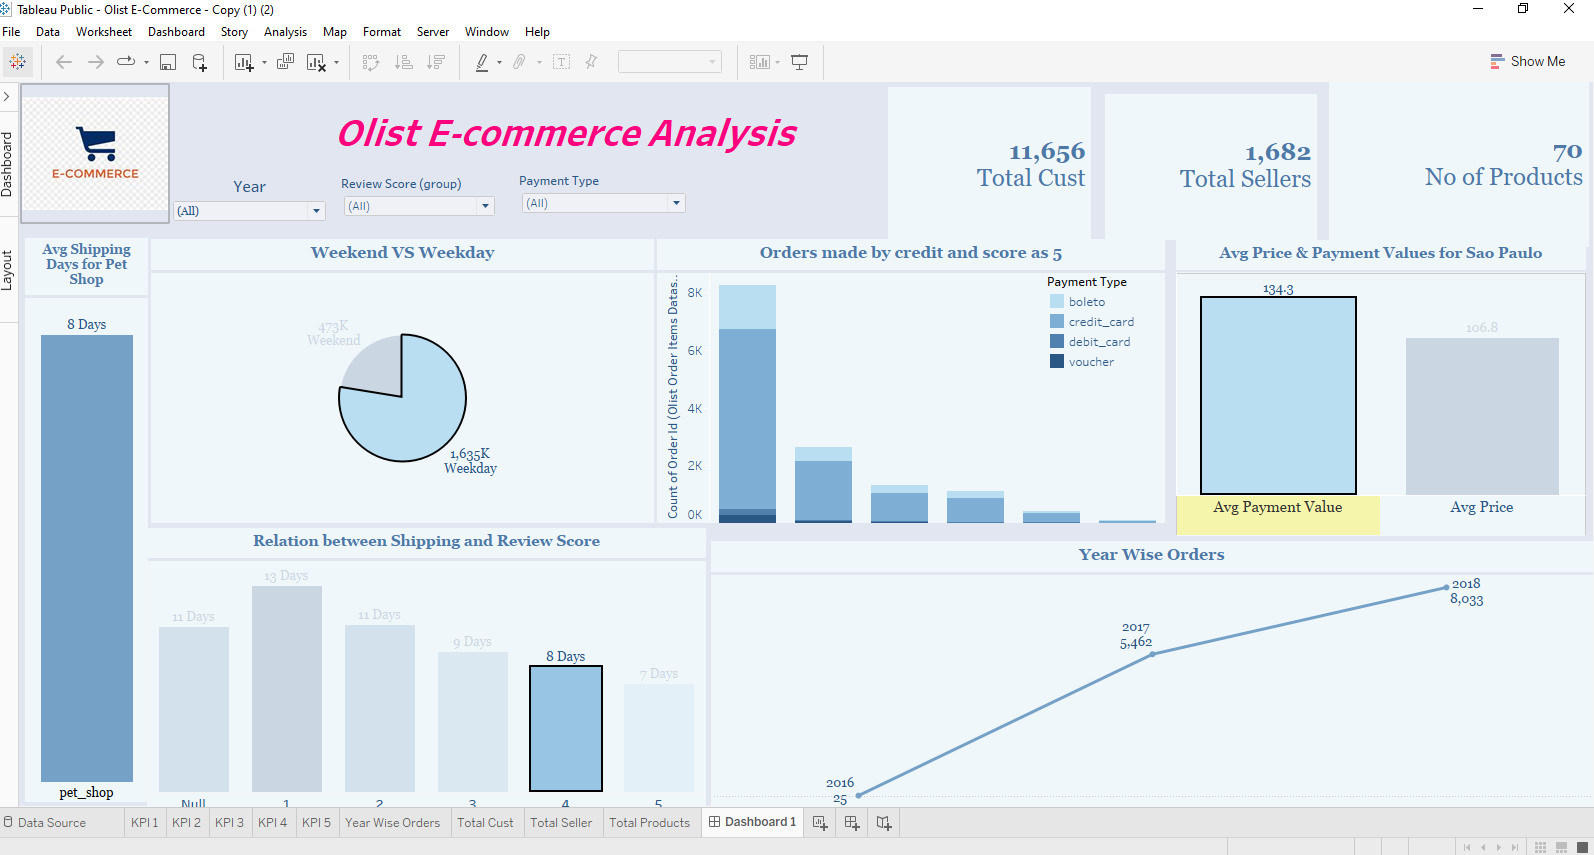 Tableau Public - Olist E-Commerce - Copy (1) (2)
File Data Worksheet Dashboard Story Analysis Map Format Server Window Help
Show Me
Dashboard
Layout
E-COMMERCE
Olist E-commerce Analysis
Year
(All)
Review Score (group)
(All)
Payment Type
(All)
11,656
Total Cust
1,682
Total Sellers
70
No of Products
Avg Shipping
Days for Pet
Shop
8 Days
pet_shop
Weekend VS Weekday
473K
Weekend
1,635K
Weekday
Orders made by credit and score as 5
Count of Order Id (Olist Order Items Datas..
8K
6K
4K
2K
0K
Payment Type
boleto
credit_card
debit_card
voucher
Avg Price & Payment Values for Sao Paulo
134.3
106.8
Avg Payment Value
Avg Price
Relation between Shipping and Review Score
11 Days
13 Days
11 Days
9 Days
8 Days
7 Days
Null 1 2 3 4 5
Year Wise Orders
2016
25
2017
5,462
2018
8,033
Data Source KPI 1 KPI 2 KPI 3 KPI 4 KPI 5 Year Wise Orders Total Cust Total Seller Total Products Dashboard 1